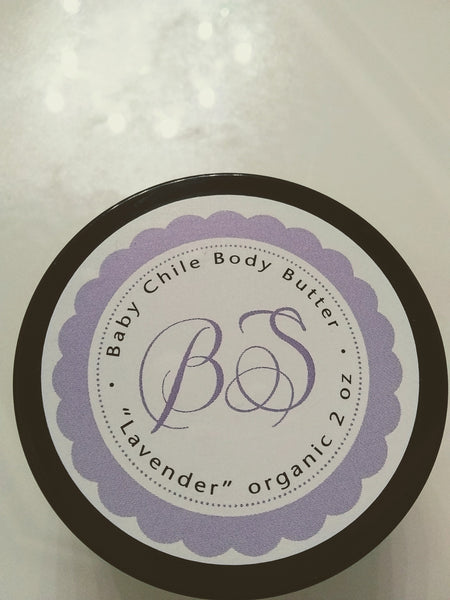 Baby Chile Body Butter
BS
"Lavender" organic 2 oz